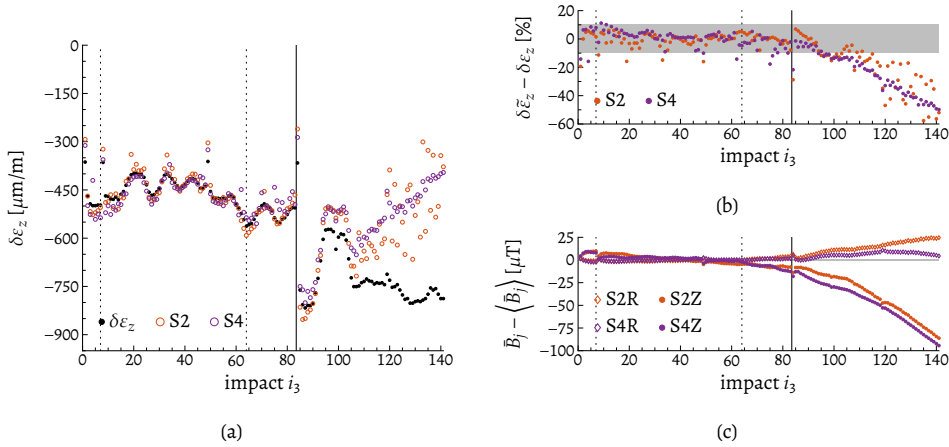 0
−150
−300
−450
−600
−750
−900
δε_z [µm/m]
δε_z S2 S4
0 20 40 60 80 100 120 140
impact i₃
(a)
20
0
−20
−40
−60
δε̃_z − δε_z [%]
S2 S4
0 20 40 60 80 100 120 140
impact i₃
(b)
25
0
−25
−50
−75
−100
B̄_j − ⟨B̄_j⟩ [µT]
S2R S2Z
S4R S4Z
0 20 40 60 80 100 120 140
impact i₃
(c)